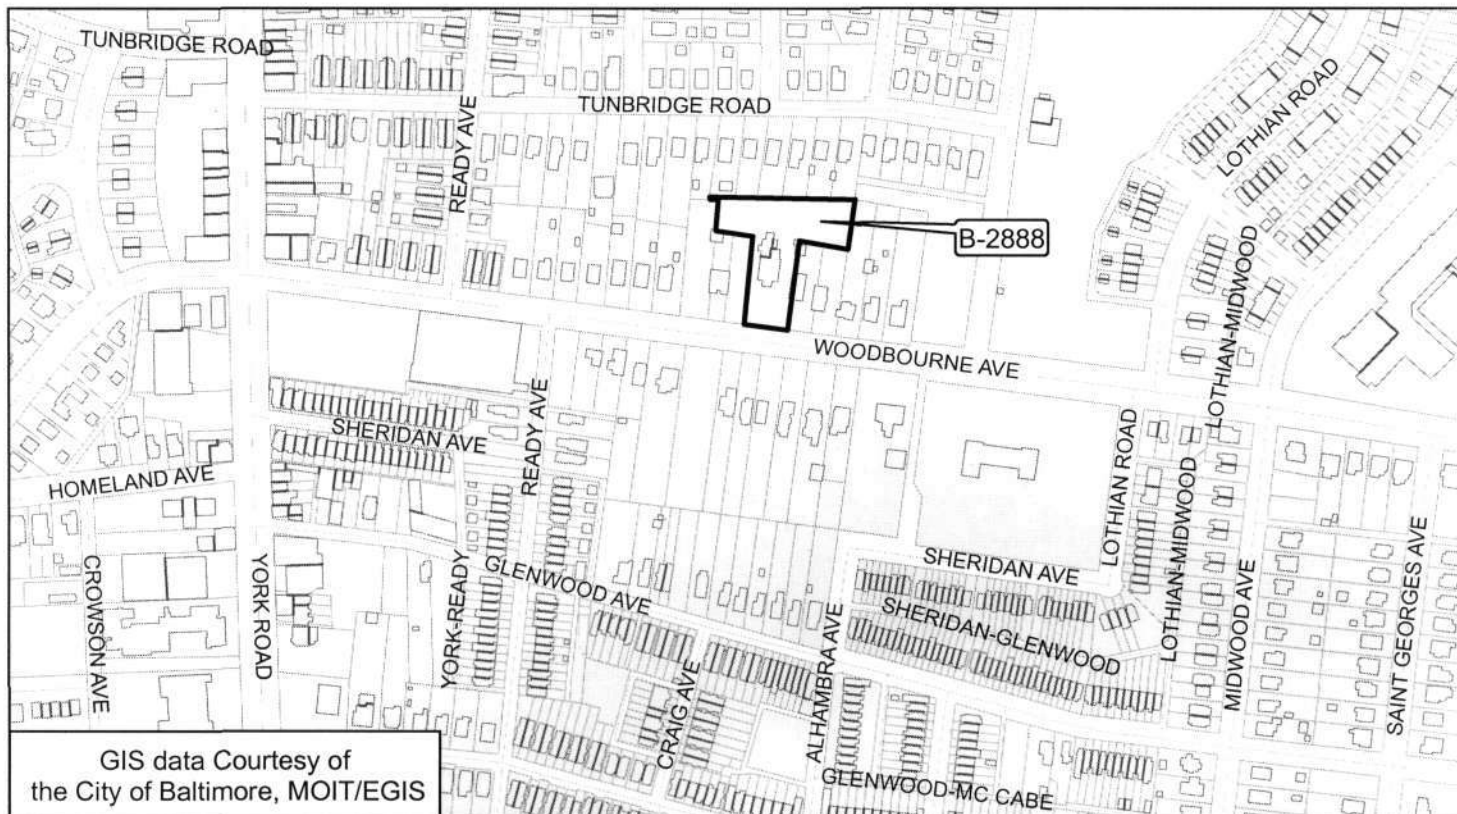 TUNBRIDGE ROAD
TUNBRIDGE ROAD
LOTHIAN ROAD
READY AVE
B-2888
LOTHIAN-MIDWOOD
WOODBOURNE AVE
SHERIDAN AVE
READY AVE
HOMELAND AVE
LOTHIAN ROAD
LOTHIAN-MIDWOOD
CROWSON AVE
YORK ROAD
YORK-READY
GLENWOOD AVE
SHERIDAN AVE
SHERIDAN-GLENWOOD
MIDWOOD AVE
SAINT GEORGES AVE
CRAIG AVE
ALHAMBRA AVE
GLENWOOD-MC CABE
GIS data Courtesy of
the City of Baltimore, MOIT/EGIS